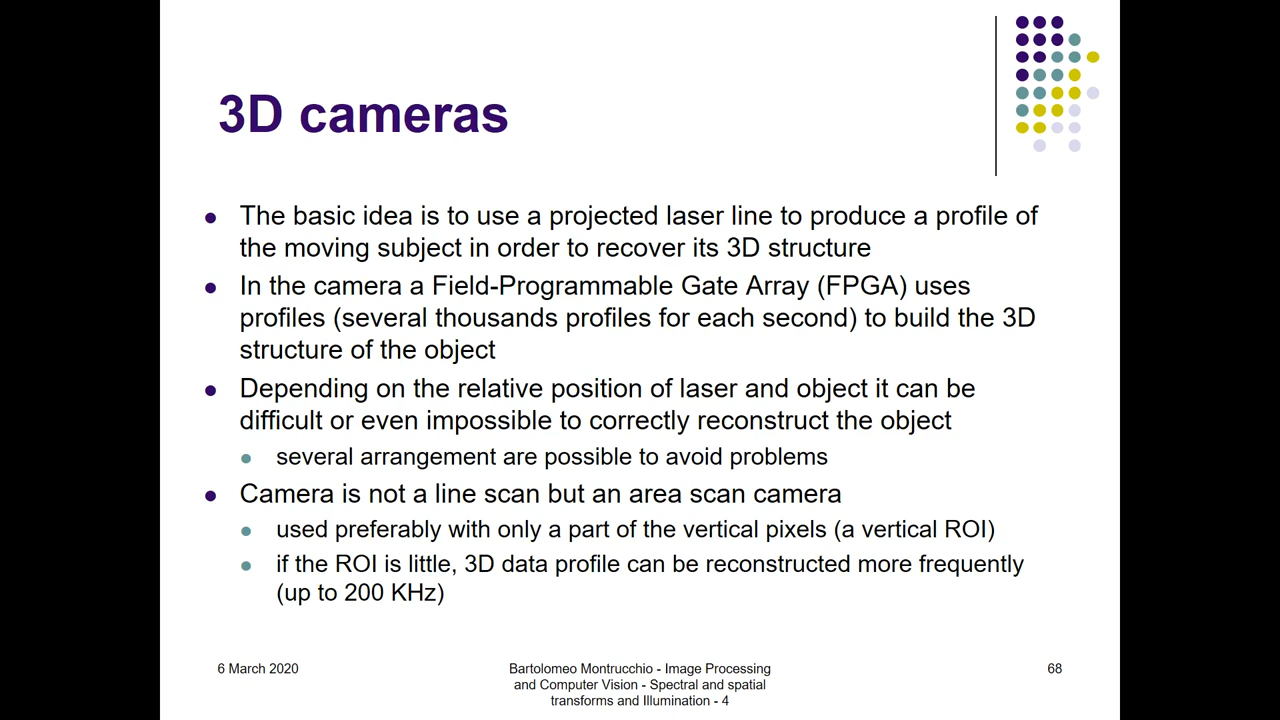 3D cameras
The basic idea is to use a projected laser line to produce a profile of
the moving subject in order to recover its 3D structure
In the camera a Field-Programmable Gate Array (FPGA) uses
profiles (several thousands profiles for each second) to build the 3D
structure of the object
Depending on the relative position of laser and object it can be
difficult or even impossible to correctly reconstruct the object
several arrangement are possible to avoid problems
Camera is not a line scan but an area scan camera
used preferably with only a part of the vertical pixels (a vertical ROI)
if the ROI is little, 3D data profile can be reconstructed more frequently
(up to 200 KHz)
6 March 2020
Bartolomeo Montrucchio - Image Processing
and Computer Vision - Spectral and spatial
transforms and Illumination - 4
68